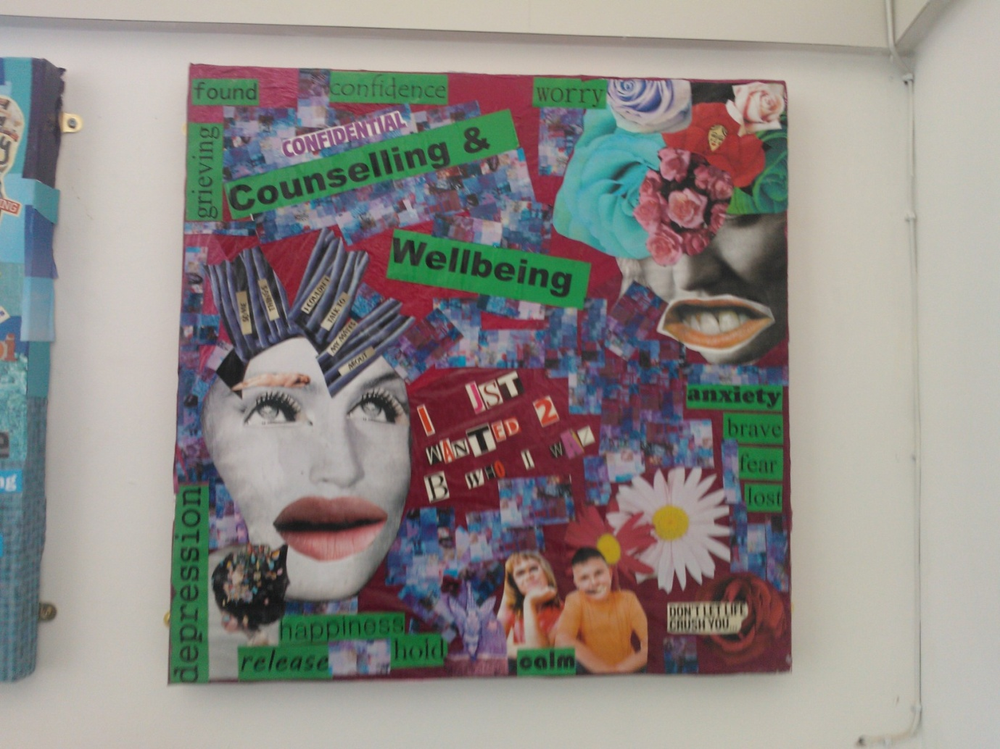 found
confidence
worry
grieving
CONFIDENTIAL
Counselling &
Wellbeing
SOME
THINGS
I COULDN'T
TALK TO
MY MATES
ABOUT
I JST
WANTED 2
B WHO I WAZ
anxiety
brave
fear
lost
depression
happiness
hold
release
calm
DON'T LET LIFE
CRUSH YOU...